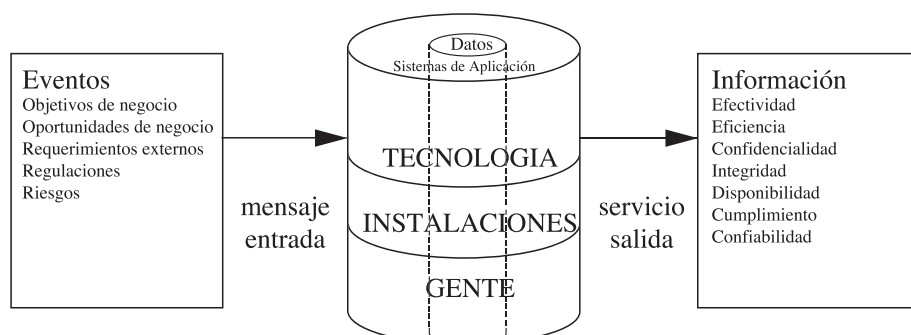 Eventos
Objetivos de negocio
Oportunidades de negocio
Requerimientos externos
Regulaciones
Riesgos
mensaje
entrada
Datos
Sistemas de Aplicación
TECNOLOGIA
INSTALACIONES
GENTE
servicio
salida
Información
Efectividad
Eficiencia
Confidencialidad
Integridad
Disponibilidad
Cumplimiento
Confiabilidad